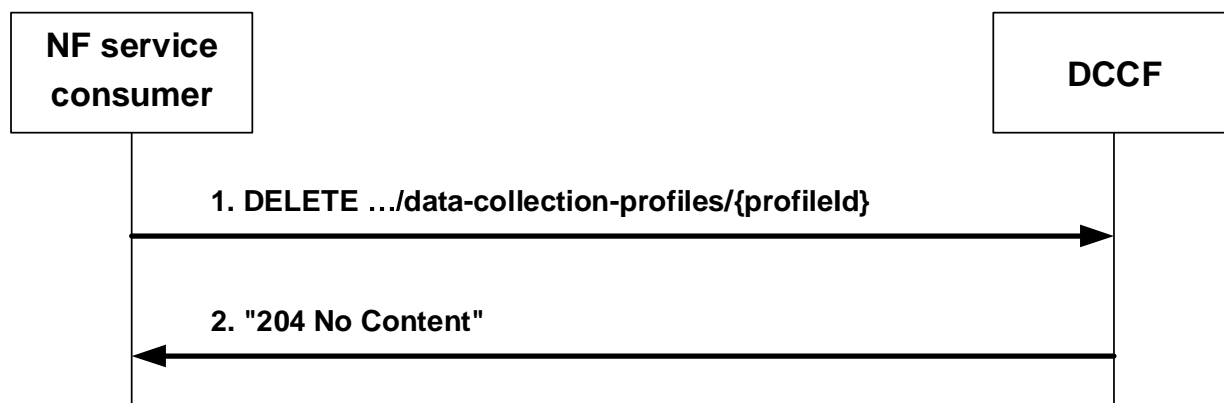 NF service
consumer
DCCF
1. DELETE …/data-collection-profiles/{profileId}
2. "204 No Content"